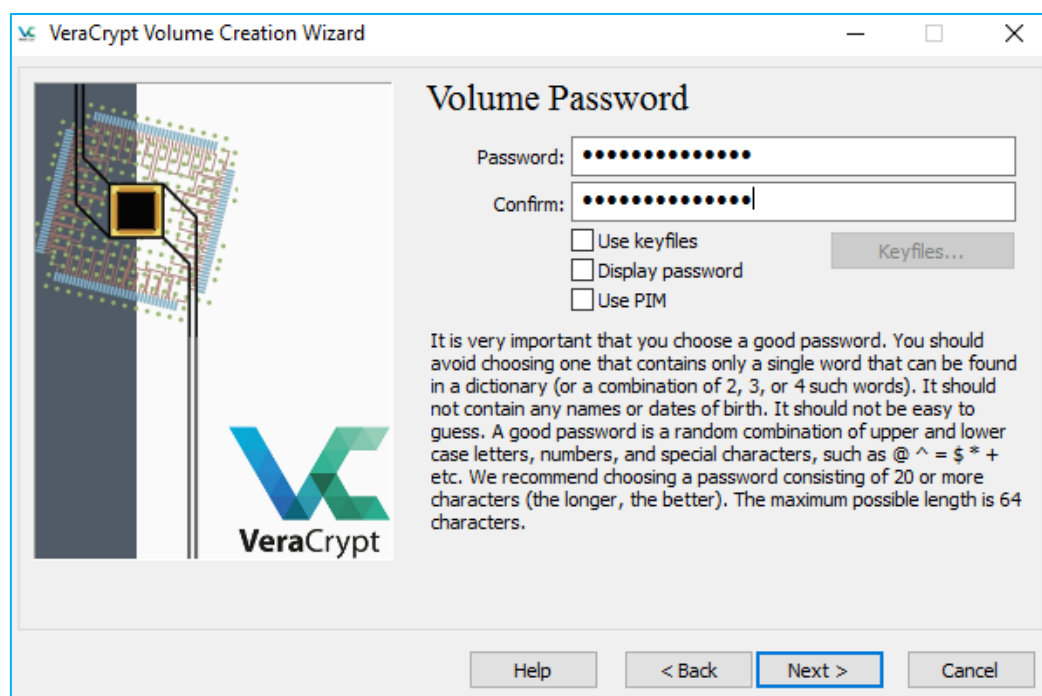 VeraCrypt Volume Creation Wizard
Volume Password
Password: ••••••••••••••
Confirm: ••••••••••••••
Use keyfiles
Keyfiles...
Display password
Use PIM
It is very important that you choose a good password. You should
avoid choosing one that contains only a single word that can be found
in a dictionary (or a combination of 2, 3, or 4 such words). It should
not contain any names or dates of birth. It should not be easy to
guess. A good password is a random combination of upper and lower
case letters, numbers, and special characters, such as @ ^ = $ * +
etc. We recommend choosing a password consisting of 20 or more
characters (the longer, the better). The maximum possible length is 64
characters.
VeraCrypt
Help
< Back
Next >
Cancel